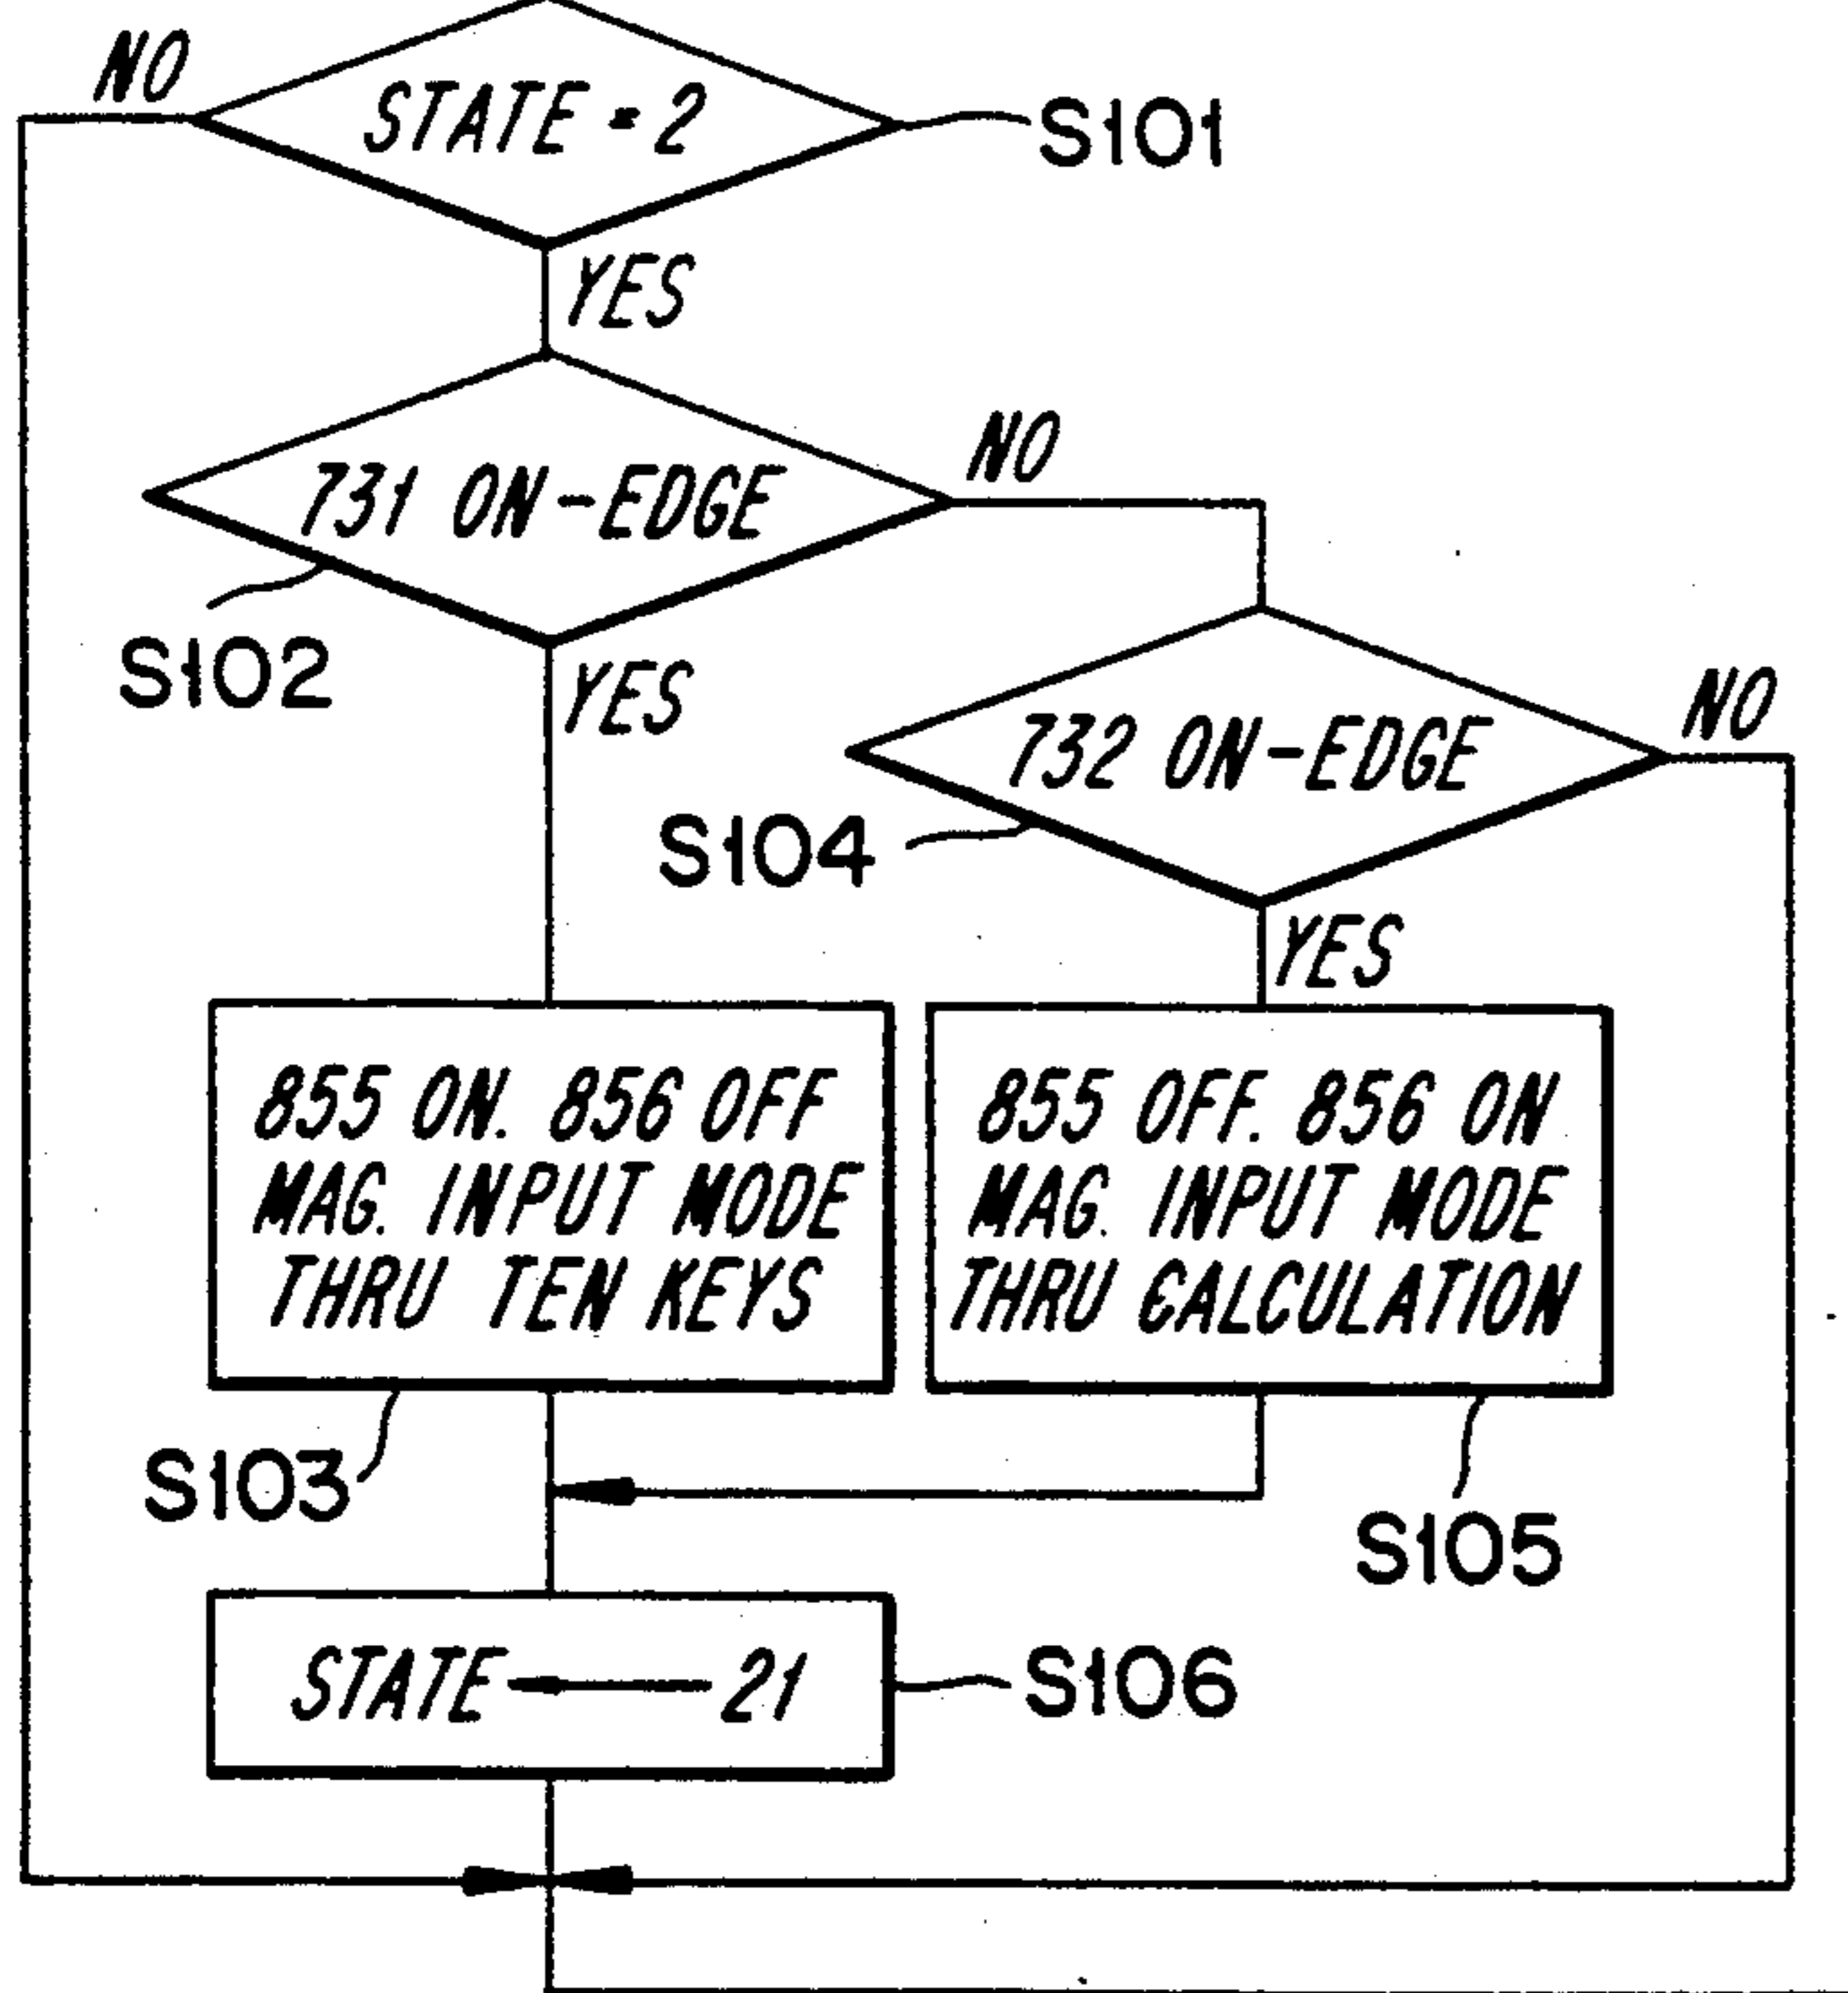 NO
STATE = 2
S101
YES
731 ON-EDGE
NO
S102
YES
732 ON-EDGE
NO
S104
YES
855 ON. 856 OFF
MAG. INPUT MODE
THRU TEN KEYS
855 OFF. 856 ON
MAG. INPUT MODE
THRU CALCULATION
S103
S105
STATE ← 21
S106